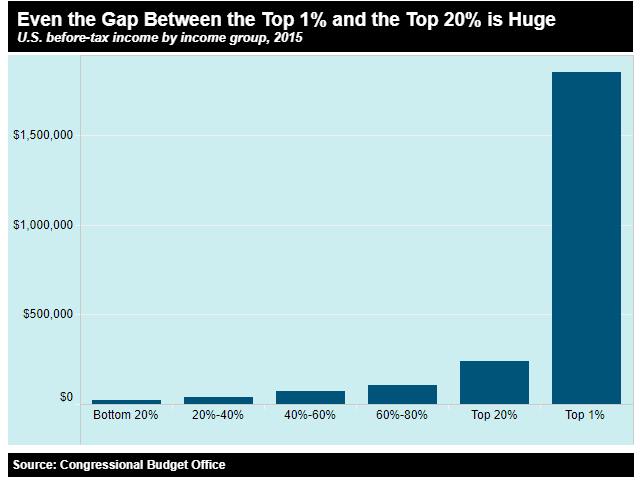 Even the Gap Between the Top 1% and the Top 20% is Huge
U.S. before-tax income by income group, 2015
$1,500,000
$1,000,000
$500,000
$0
Bottom 20%
20%-40%
40%-60%
60%-80%
Top 20%
Top 1%
Source: Congressional Budget Office